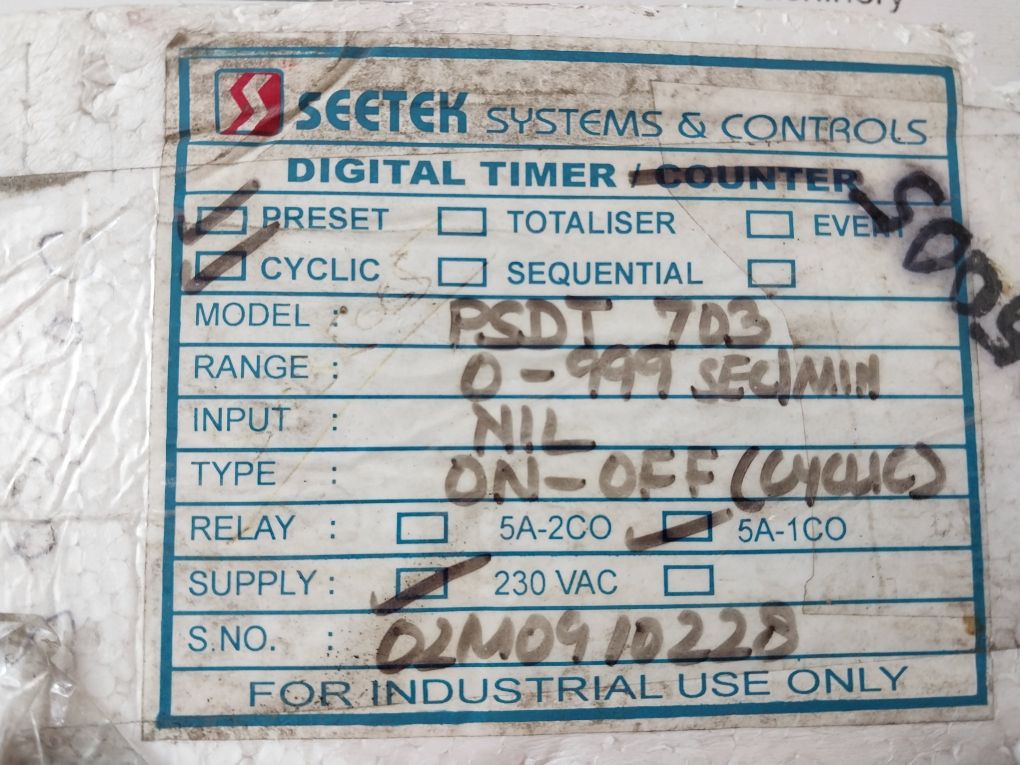 SEETEK SYSTEMS & CONTROLS
DIGITAL TIMER / COUNTER
PRESET TOTALISER EVENT
CYCLIC SEQUENTIAL
MODEL : PSDT 703
RANGE : 0-999 SEC/MIN
INPUT : NIL
TYPE : ON-OFF (CYCLIC)
RELAY : 5A-2CO 5A-1CO
SUPPLY : 230 VAC
S.NO. : 02M0910228
FOR INDUSTRIAL USE ONLY